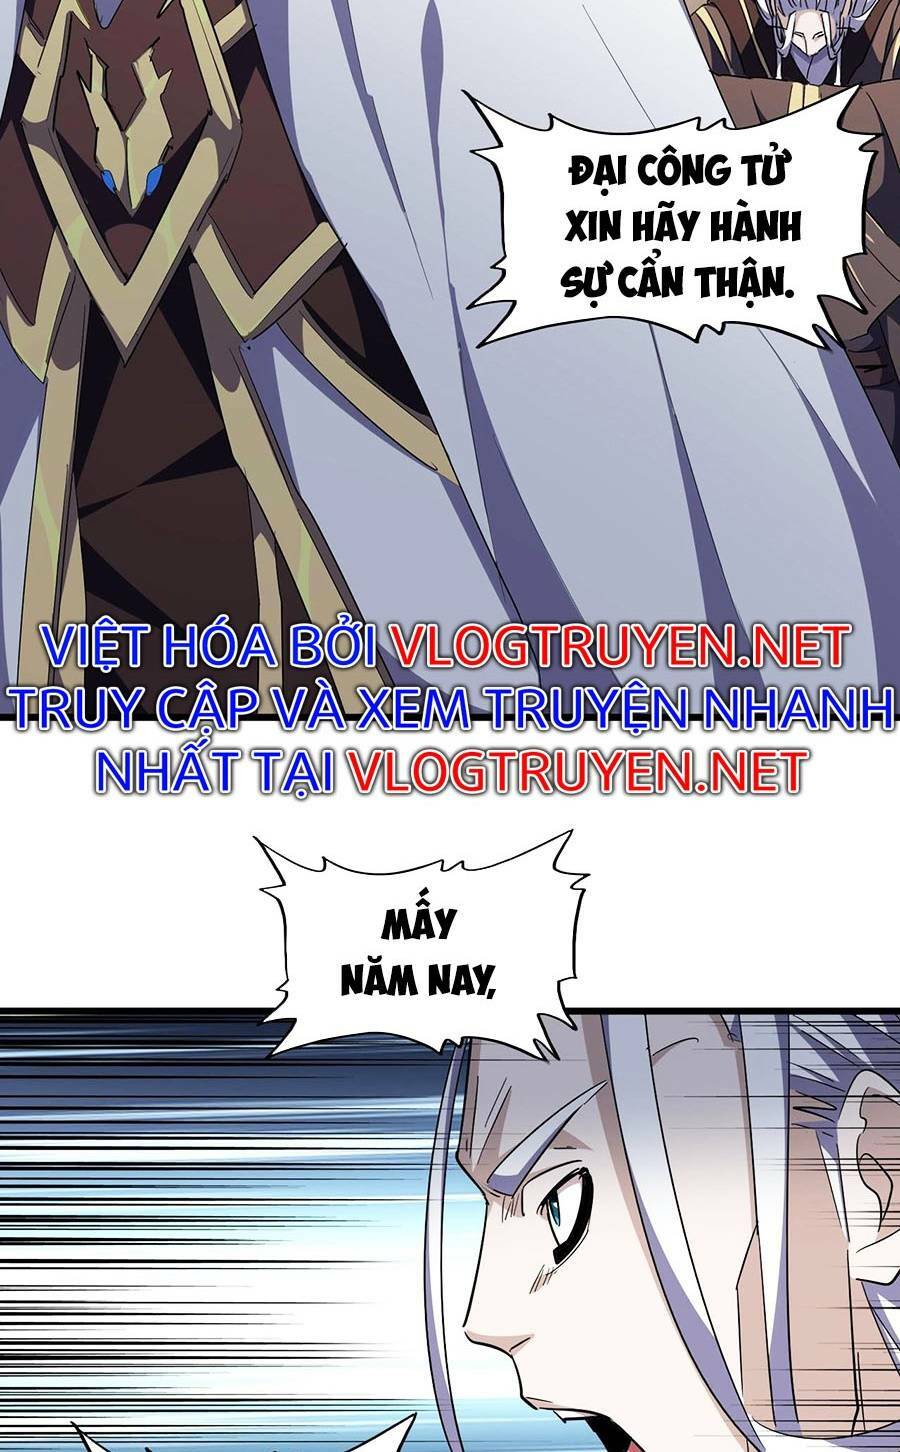 ĐẠI CÔNG TỬ
XIN HÃY HÀNH
SỰ CẨN THẬN.
VIỆT HÓA BỞI VLOGTRUYEN.NET
TRUY CẬP VÀ XEM TRUYỆN NHANH
NHẤT TẠI VLOGTRUYEN.NET
MẤY
NĂM NAY,